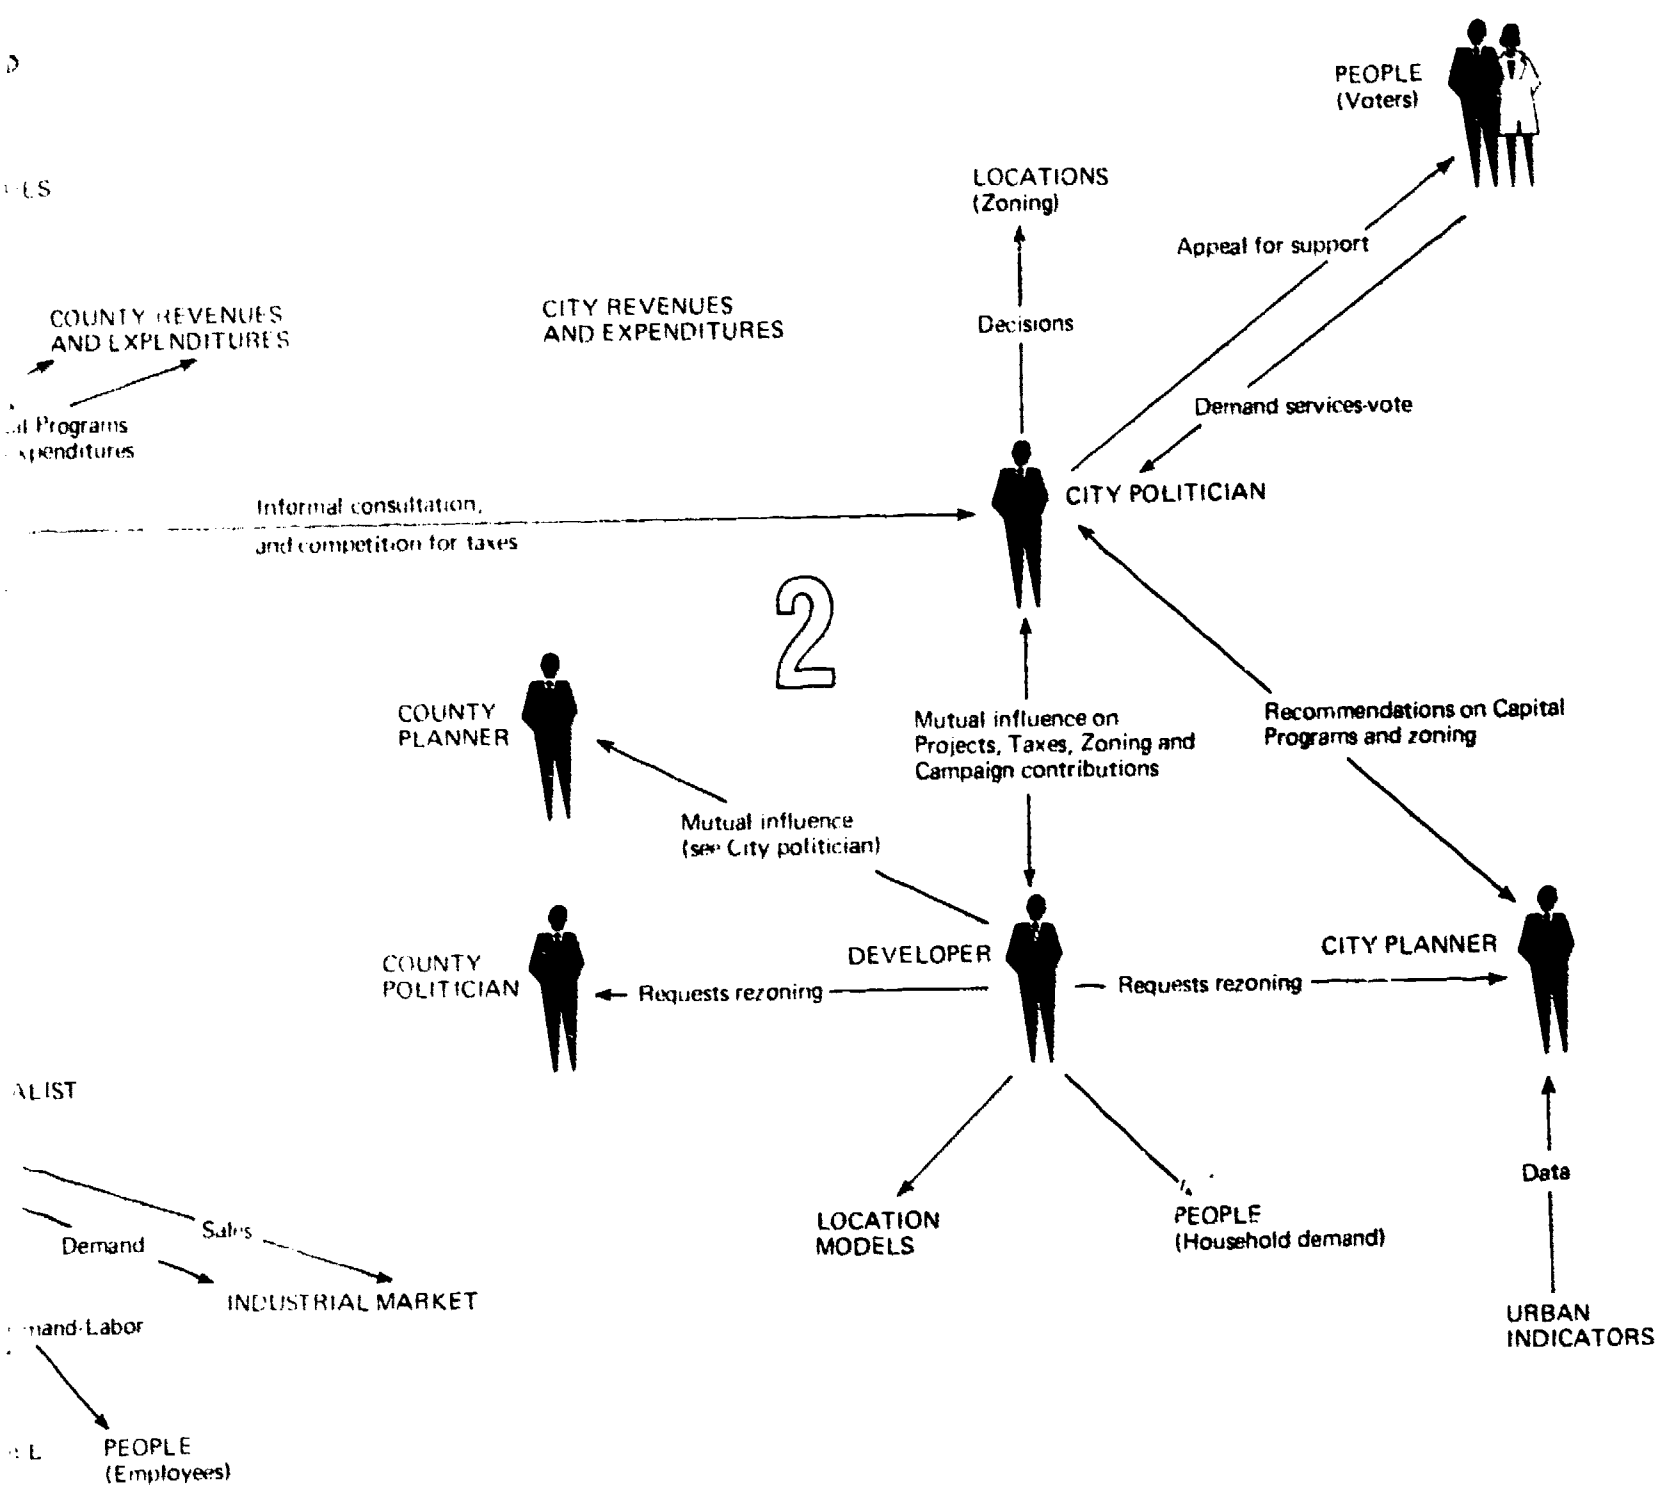 PEOPLE
(Voters)
LOCATIONS
(Zoning)
Appeal for support
COUNTY REVENUES
AND EXPENDITURES
CITY REVENUES
AND EXPENDITURES
Decisions
Demand services-vote
Programs
CITY POLITICIAN
Informal consultation,
and competition for taxes
2
COUNTY
PLANNER
Mutual influence on
Projects, Taxes, Zoning and
Campaign contributions
Recommendations on Capital
Programs and zoning
Mutual influence
(see City politician)
DEVELOPER
CITY PLANNER
COUNTY
POLITICIAN
Requests rezoning
Requests rezoning
Data
LOCATION
MODELS
PEOPLE
(Household demand)
Sales
Demand
INDUSTRIAL MARKET
URBAN
INDICATORS
PEOPLE
(Employees)